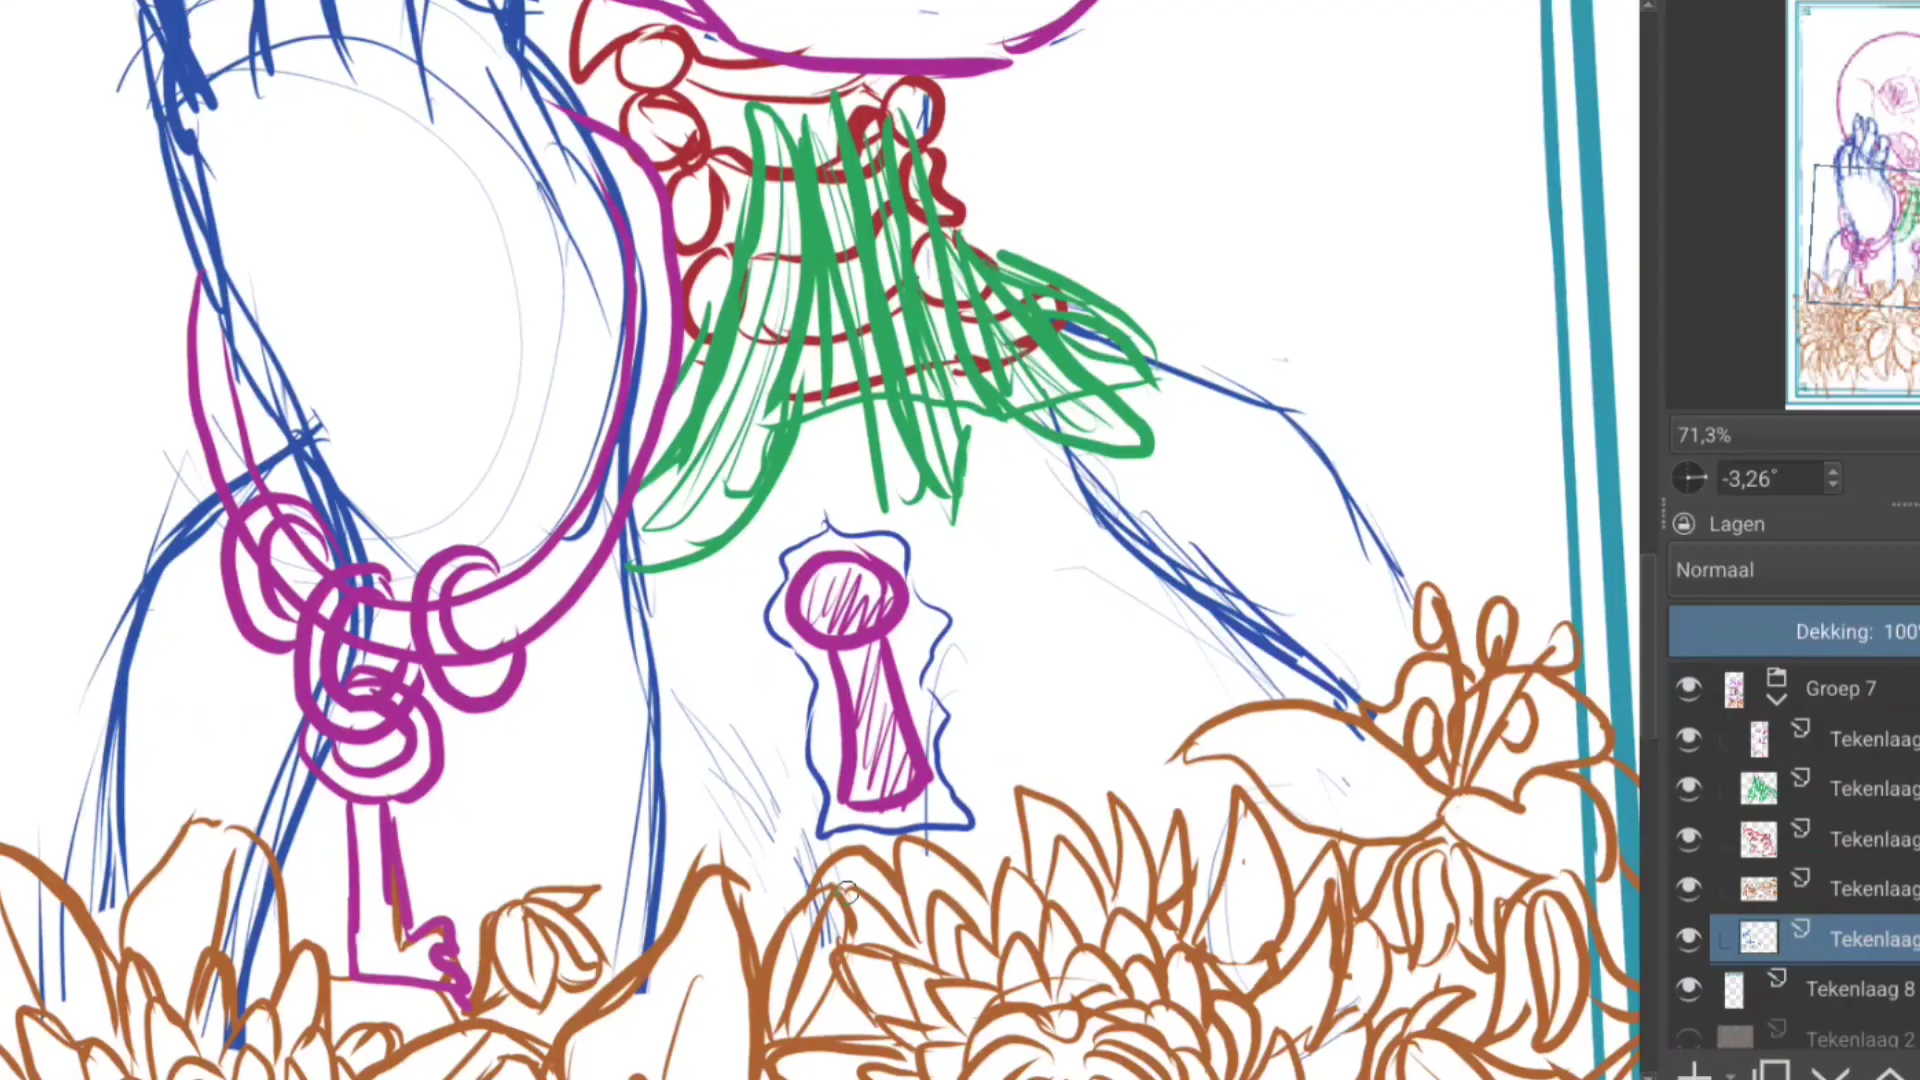 71,3%
-3,26°
Lagen
Normaal
Dekking: 100
Groep 7
Tekenlaag
Tekenlaag
Tekenlaag
Tekenlaag
Tekenlaag
Tekenlaag 8
Tekenlaag 2